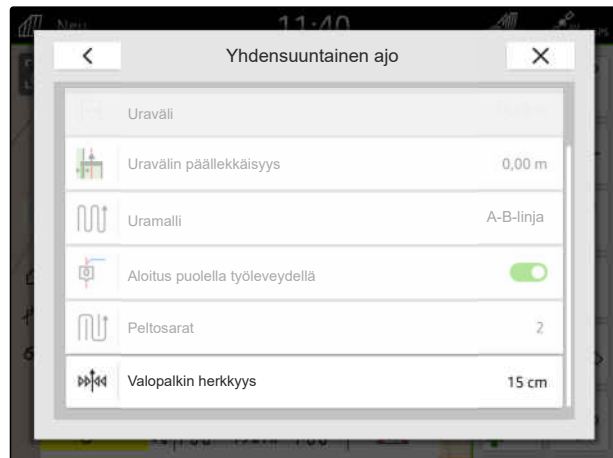 Neu
11:40
Yhdensuuntainen ajo
Uraväli
Uravälin päällekkäisyys
0,00 m
Uramalli
A-B-linja
Aloitus puolella työleveydellä
Peltosarat
2
Valopalkin herkkyys
15 cm